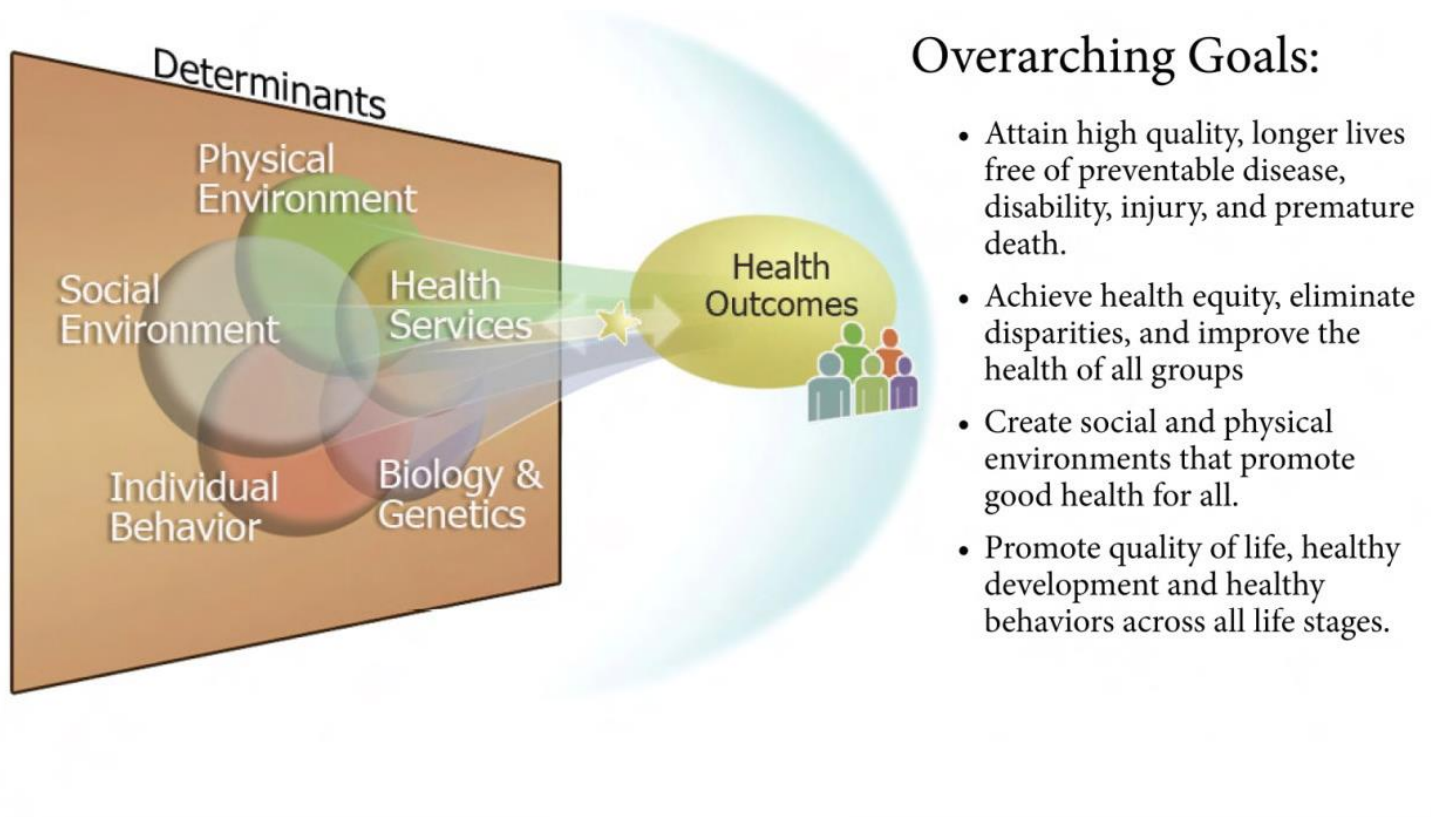 Determinants
Physical
Environment
Social
Environment
Health
Services
Individual
Behavior
Biology &
Genetics
Health
Outcomes
Overarching Goals:
• Attain high quality, longer lives
free of preventable disease,
disability, injury, and premature
death.
• Achieve health equity, eliminate
disparities, and improve the
health of all groups
• Create social and physical
environments that promote
good health for all.
• Promote quality of life, healthy
development and healthy
behaviors across all life stages.